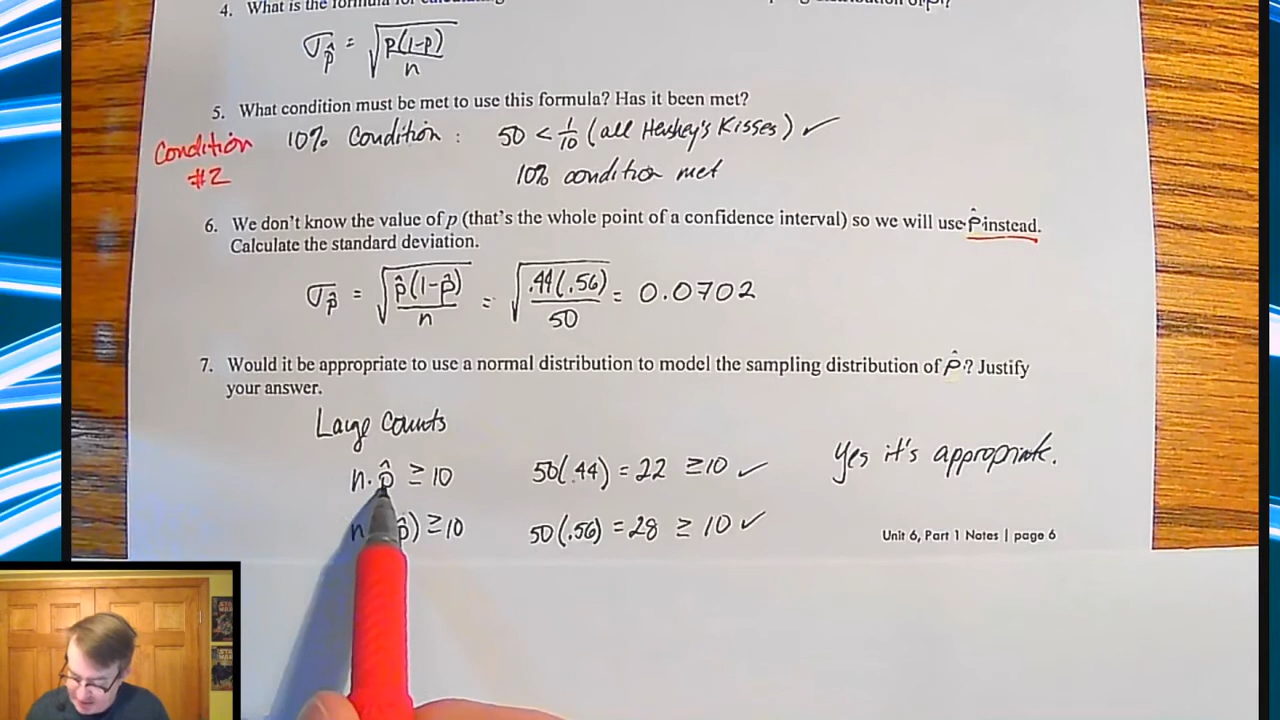 4. What is the formula for
σp̂ = √p(1-p)/n
5. What condition must be met to use this formula? Has it been met?
Condition #2
10% Condition : 50 < 1/10 (all Hershey's Kisses) ✓
10% condition met
6. We don't know the value of p (that's the whole point of a confidence interval) so we will use p̂ instead.
Calculate the standard deviation.
σp̂ = √p̂(1-p̂)/n = √.44(.56)/50 = 0.0702
7. Would it be appropriate to use a normal distribution to model the sampling distribution of p̂? Justify
your answer.
Large Counts
n·p̂ ≥ 10 50(.44) = 22 ≥10 ✓ Yes it's appropriate.
n p̂) ≥10 50(.56) = 28 ≥ 10 ✓
Unit 6, Part 1 Notes | page 6